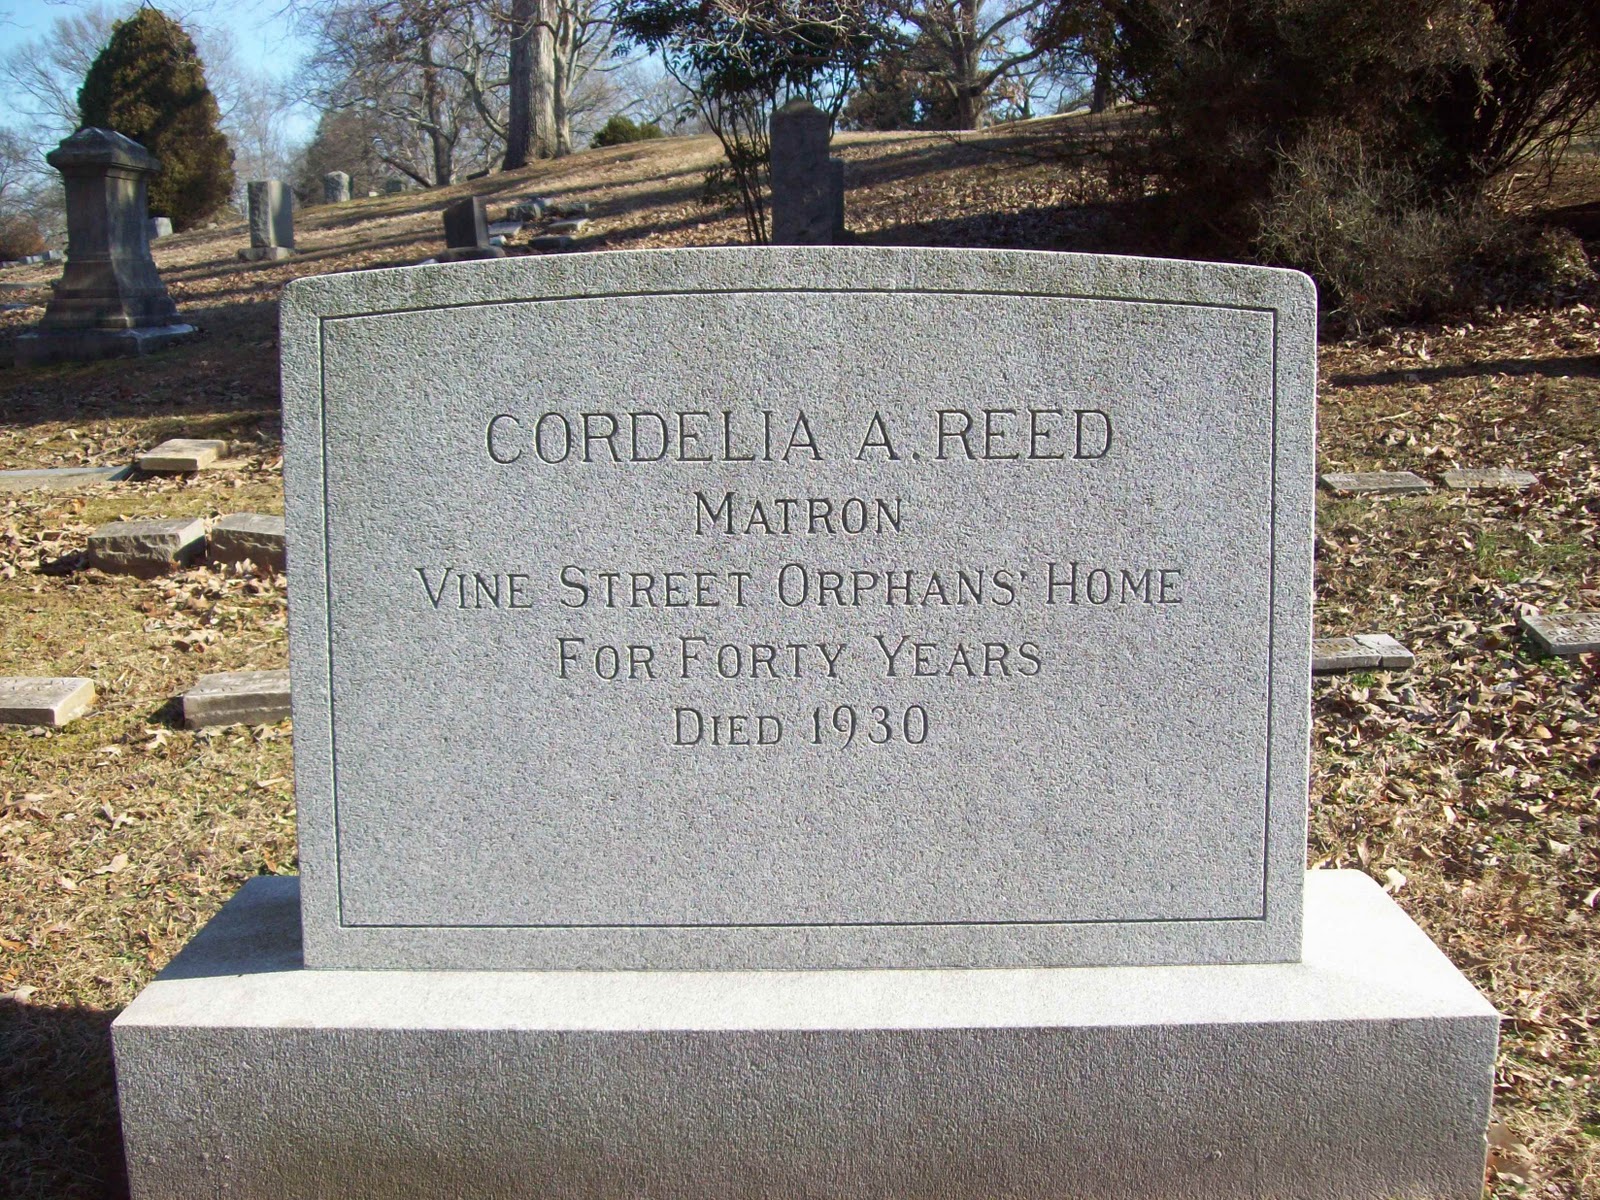 CORDELIA A. REED
MATRON
VINE STREET ORPHANS' HOME
FOR FORTY YEARS
DIED 1930